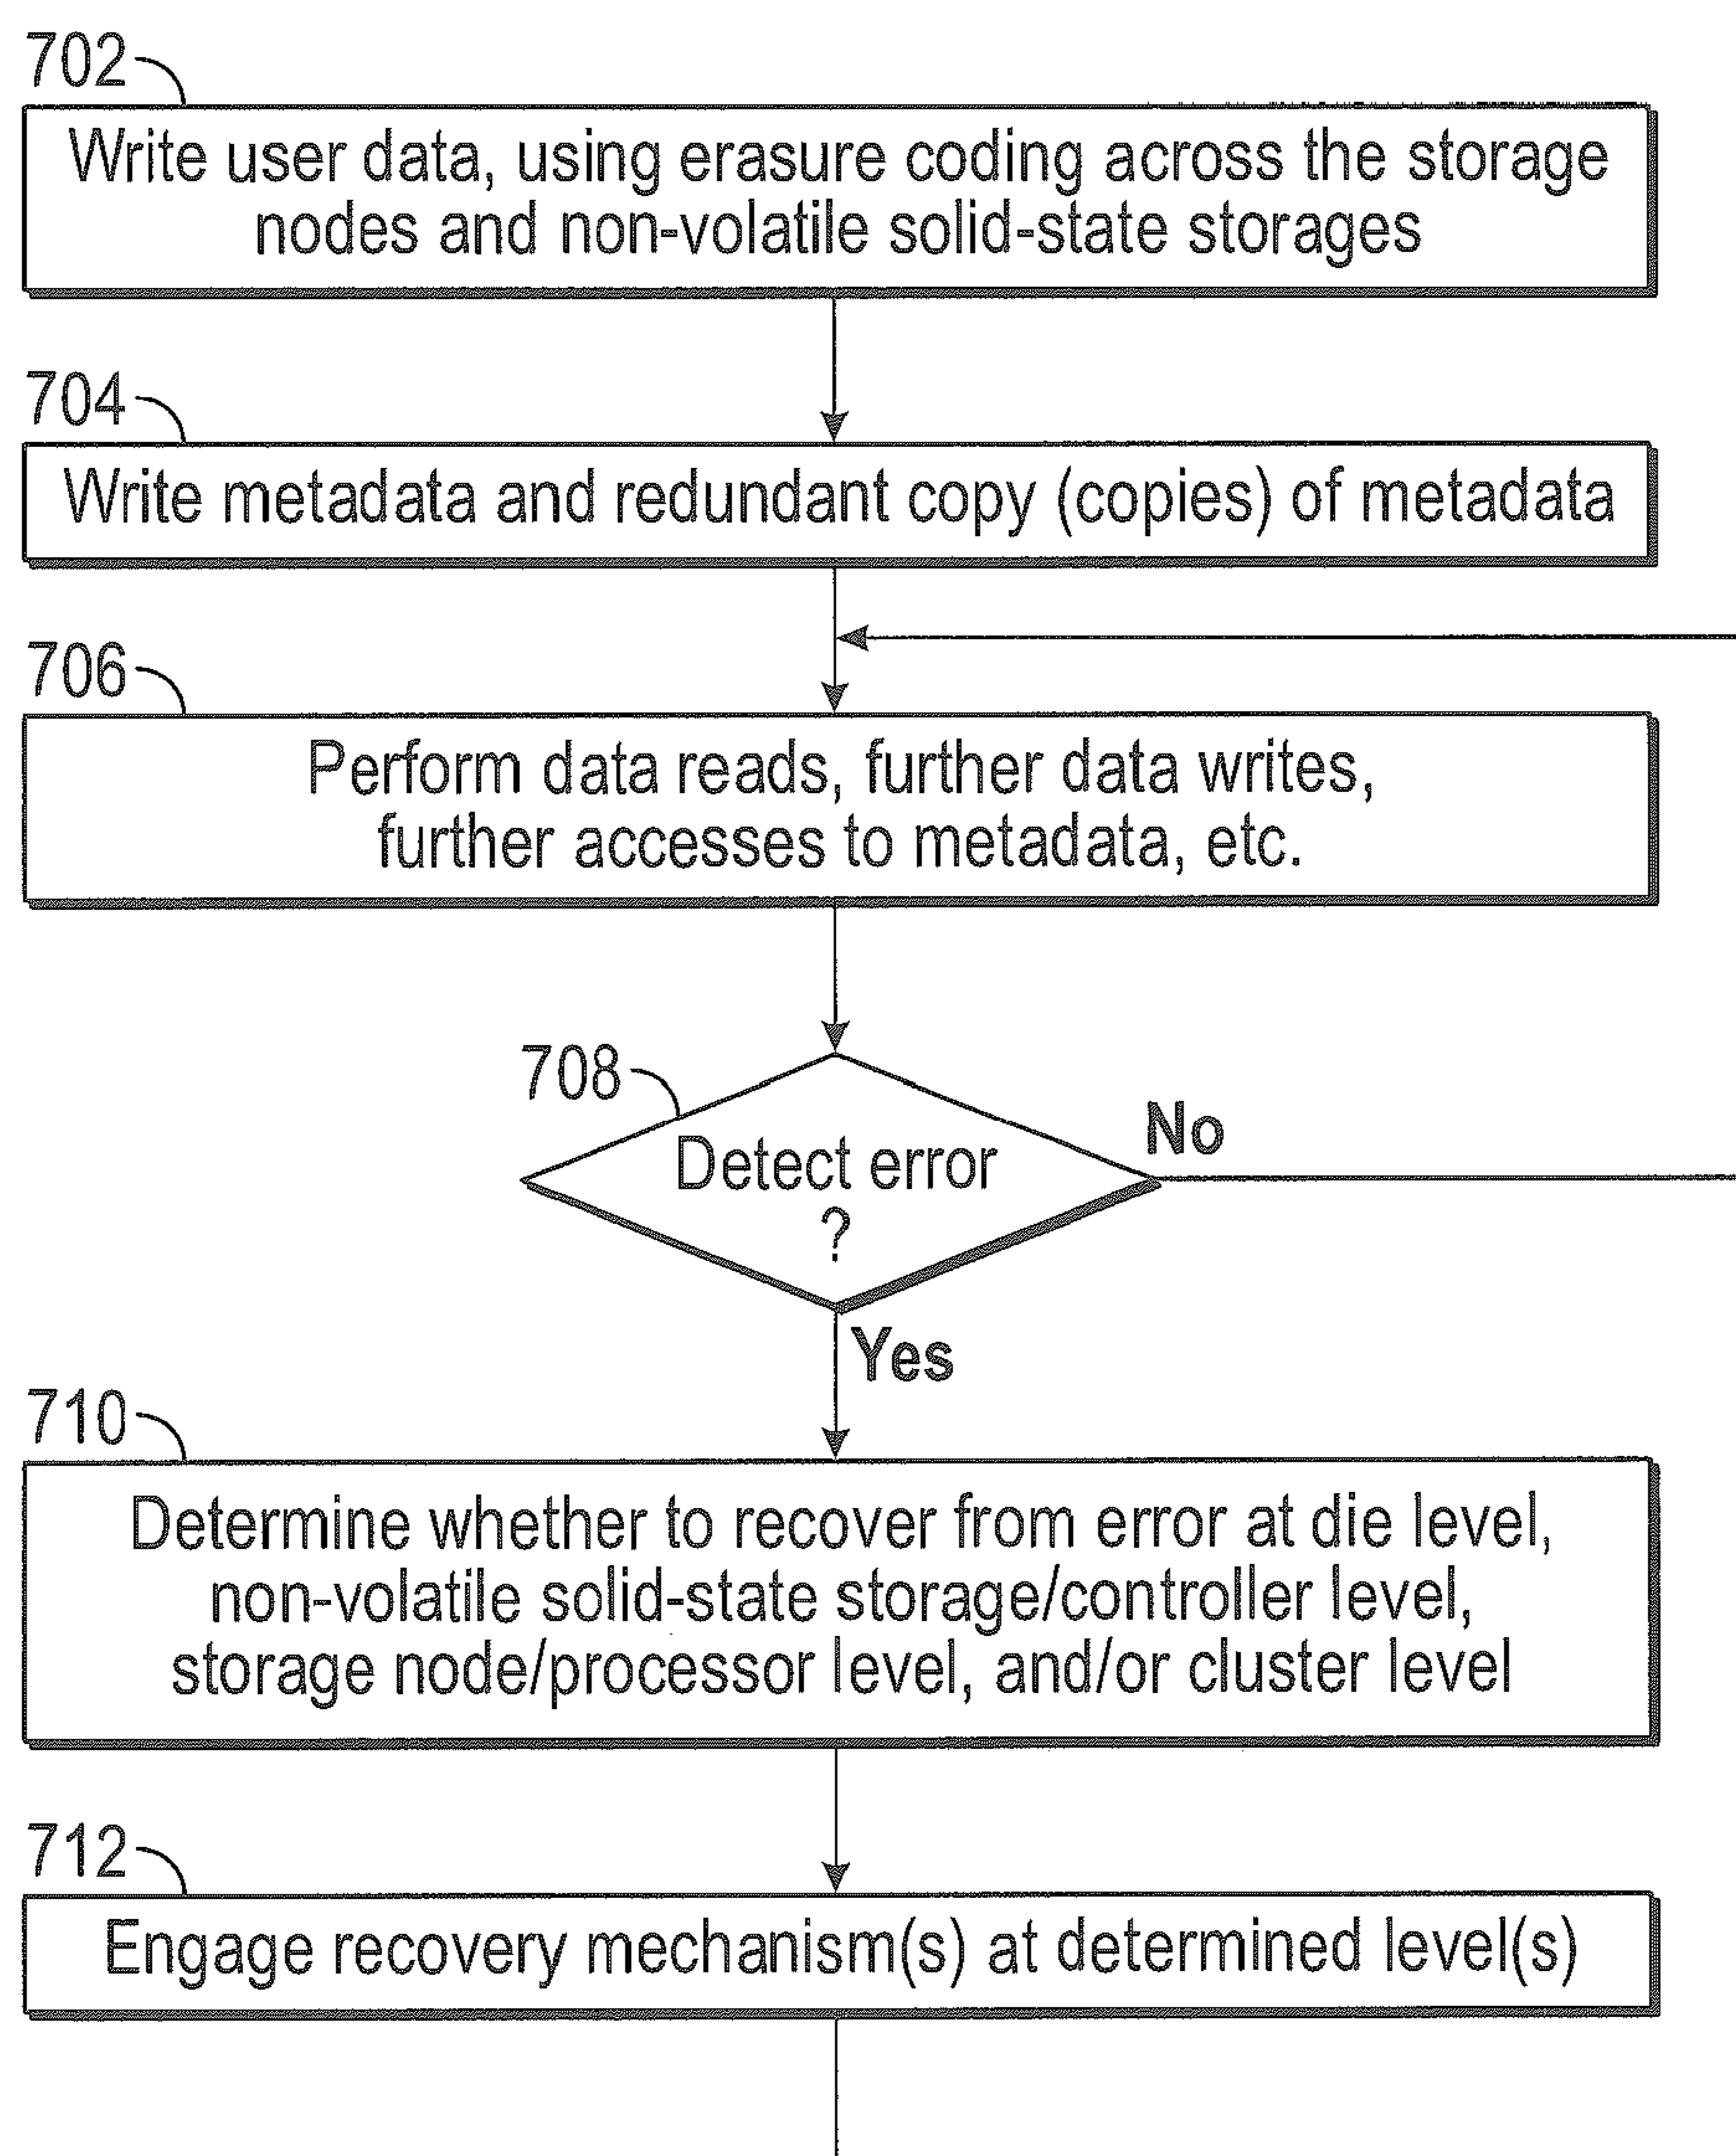 702
Write user data, using erasure coding across the storage
nodes and non-volatile solid-state storages
704
Write metadata and redundant copy (copies) of metadata
706
Perform data reads, further data writes,
further accesses to metadata, etc.
708
Detect error
?
No
Yes
710
Determine whether to recover from error at die level,
non-volatile solid-state storage/controller level,
storage node/processor level, and/or cluster level
712
Engage recovery mechanism(s) at determined level(s)